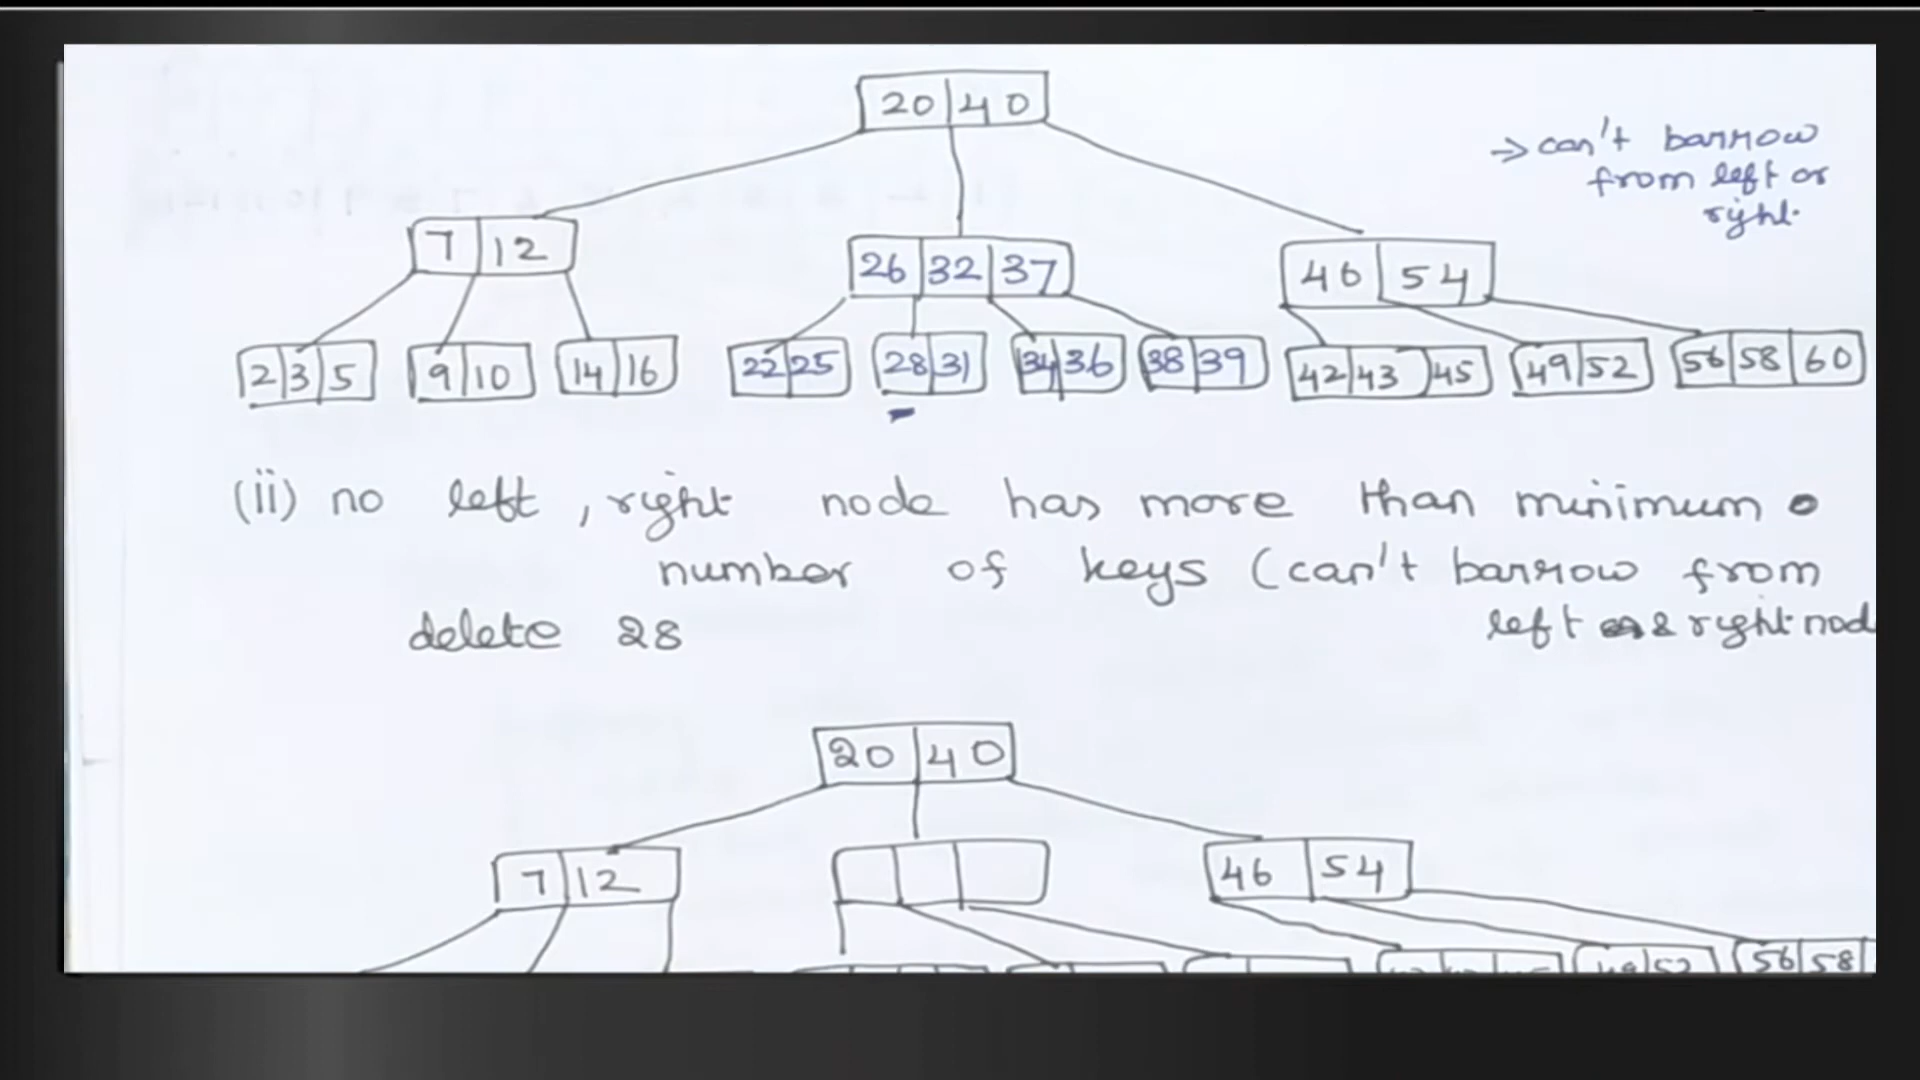 20 40
→ can't barrow
from left or
right.
7 12
26 32 37
46 54
2 3 5
9 10
14 16
22 25
28 31
34 36
38 39
42 43 45
49 52
56 58 60
(ii) no left, right node has more than minimum
number of keys (can't barrow from
delete 28
left & right nod
20 40
7 12
46 54
49 52
56 58